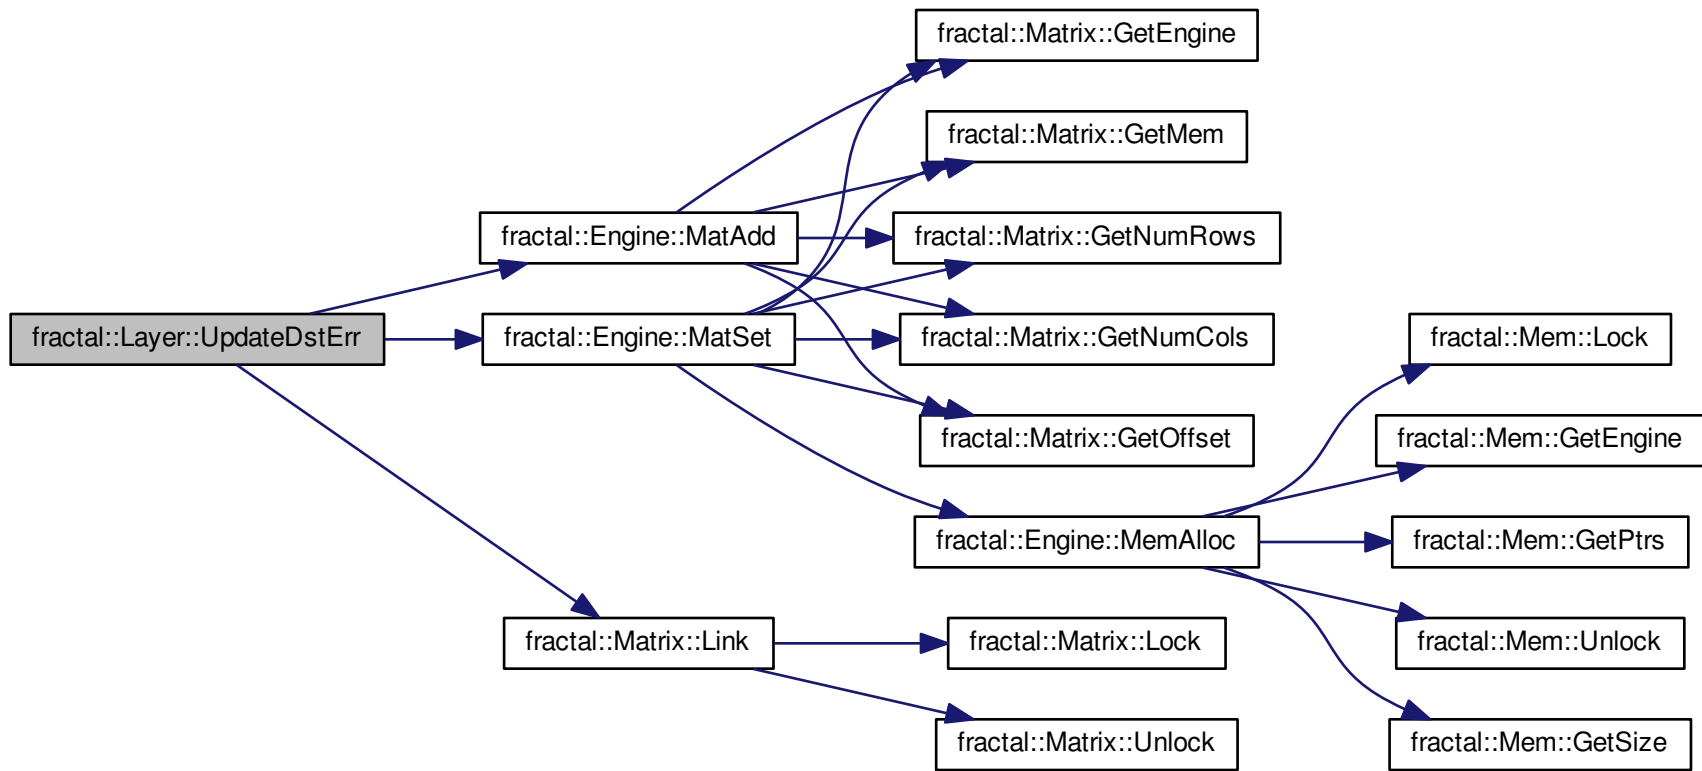 fractal::Matrix::GetEngine
fractal::Matrix::GetMem
fractal::Engine::MatAdd
fractal::Matrix::GetNumRows
fractal::Layer::UpdateDstErr
fractal::Engine::MatSet
fractal::Matrix::GetNumCols
fractal::Mem::Lock
fractal::Matrix::GetOffset
fractal::Mem::GetEngine
fractal::Engine::MemAlloc
fractal::Mem::GetPtrs
fractal::Matrix::Link
fractal::Matrix::Lock
fractal::Mem::Unlock
fractal::Matrix::Unlock
fractal::Mem::GetSize